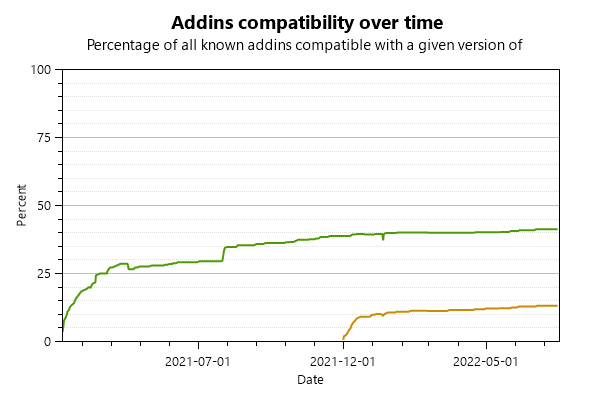 Addins compatibility over time
Percentage of all known addins compatible with a given version of
100
75
50
25
0
Percent
2021-07-01
2021-12-01
2022-05-01
Date